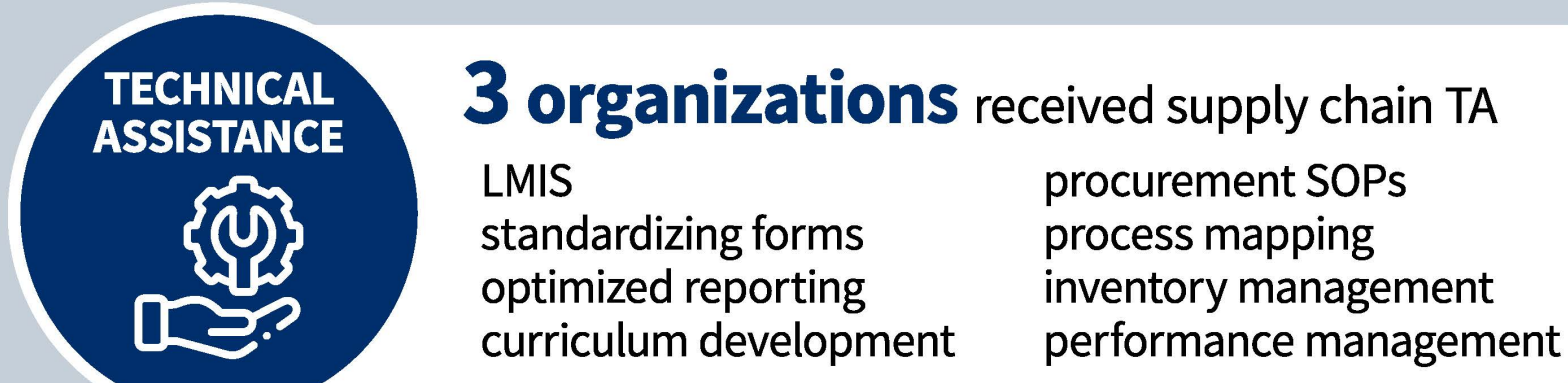 TECHNICAL
ASSISTANCE
3 organizations received supply chain TA
LMIS
standardizing forms
optimized reporting
curriculum development
procurement SOPs
process mapping
inventory management
performance management